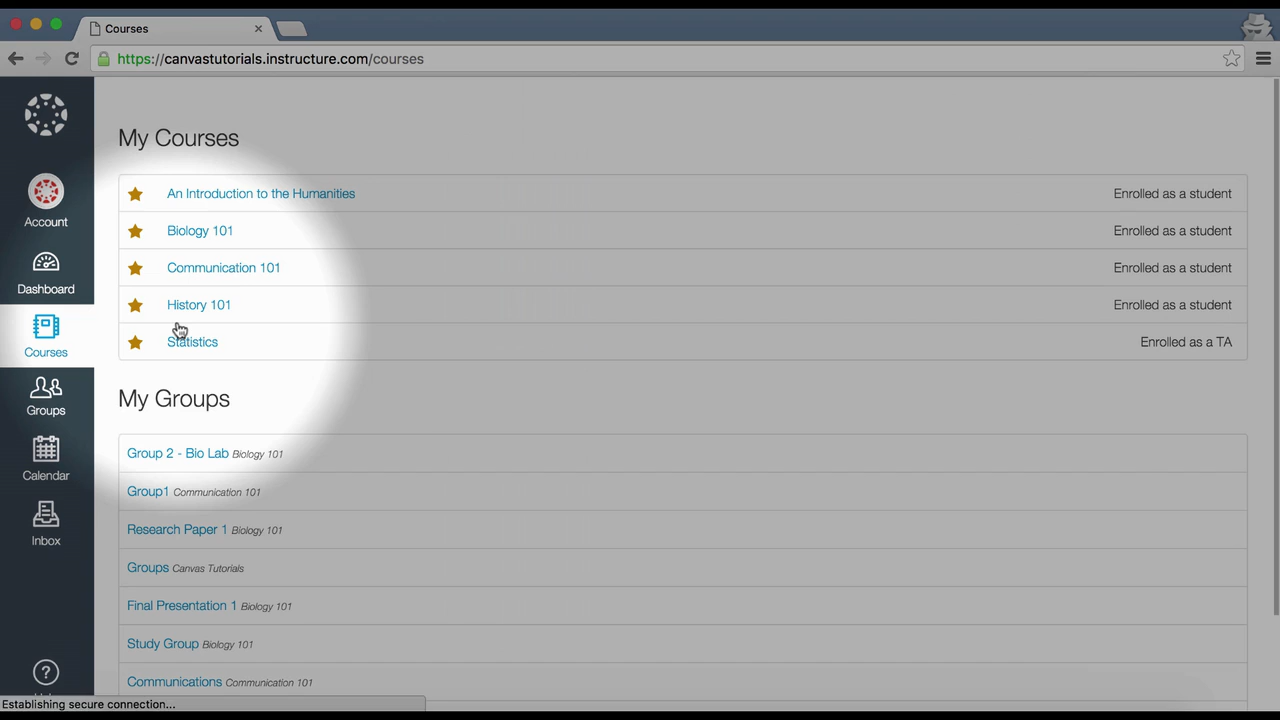 Courses
https://canvastutorials.instructure.com/courses
Account
Dashboard
Courses
Groups
Calendar
Inbox
My Courses
An Introduction to the Humanities Enrolled as a student
Biology 101 Enrolled as a student
Communication 101 Enrolled as a student
History 101 Enrolled as a student
Statistics Enrolled as a TA
My Groups
Group 2 - Bio Lab Biology 101
Group1 Communication 101
Research Paper 1 Biology 101
Groups Canvas Tutorials
Final Presentation 1 Biology 101
Study Group Biology 101
Communications Communication 101
Establishing secure connection...